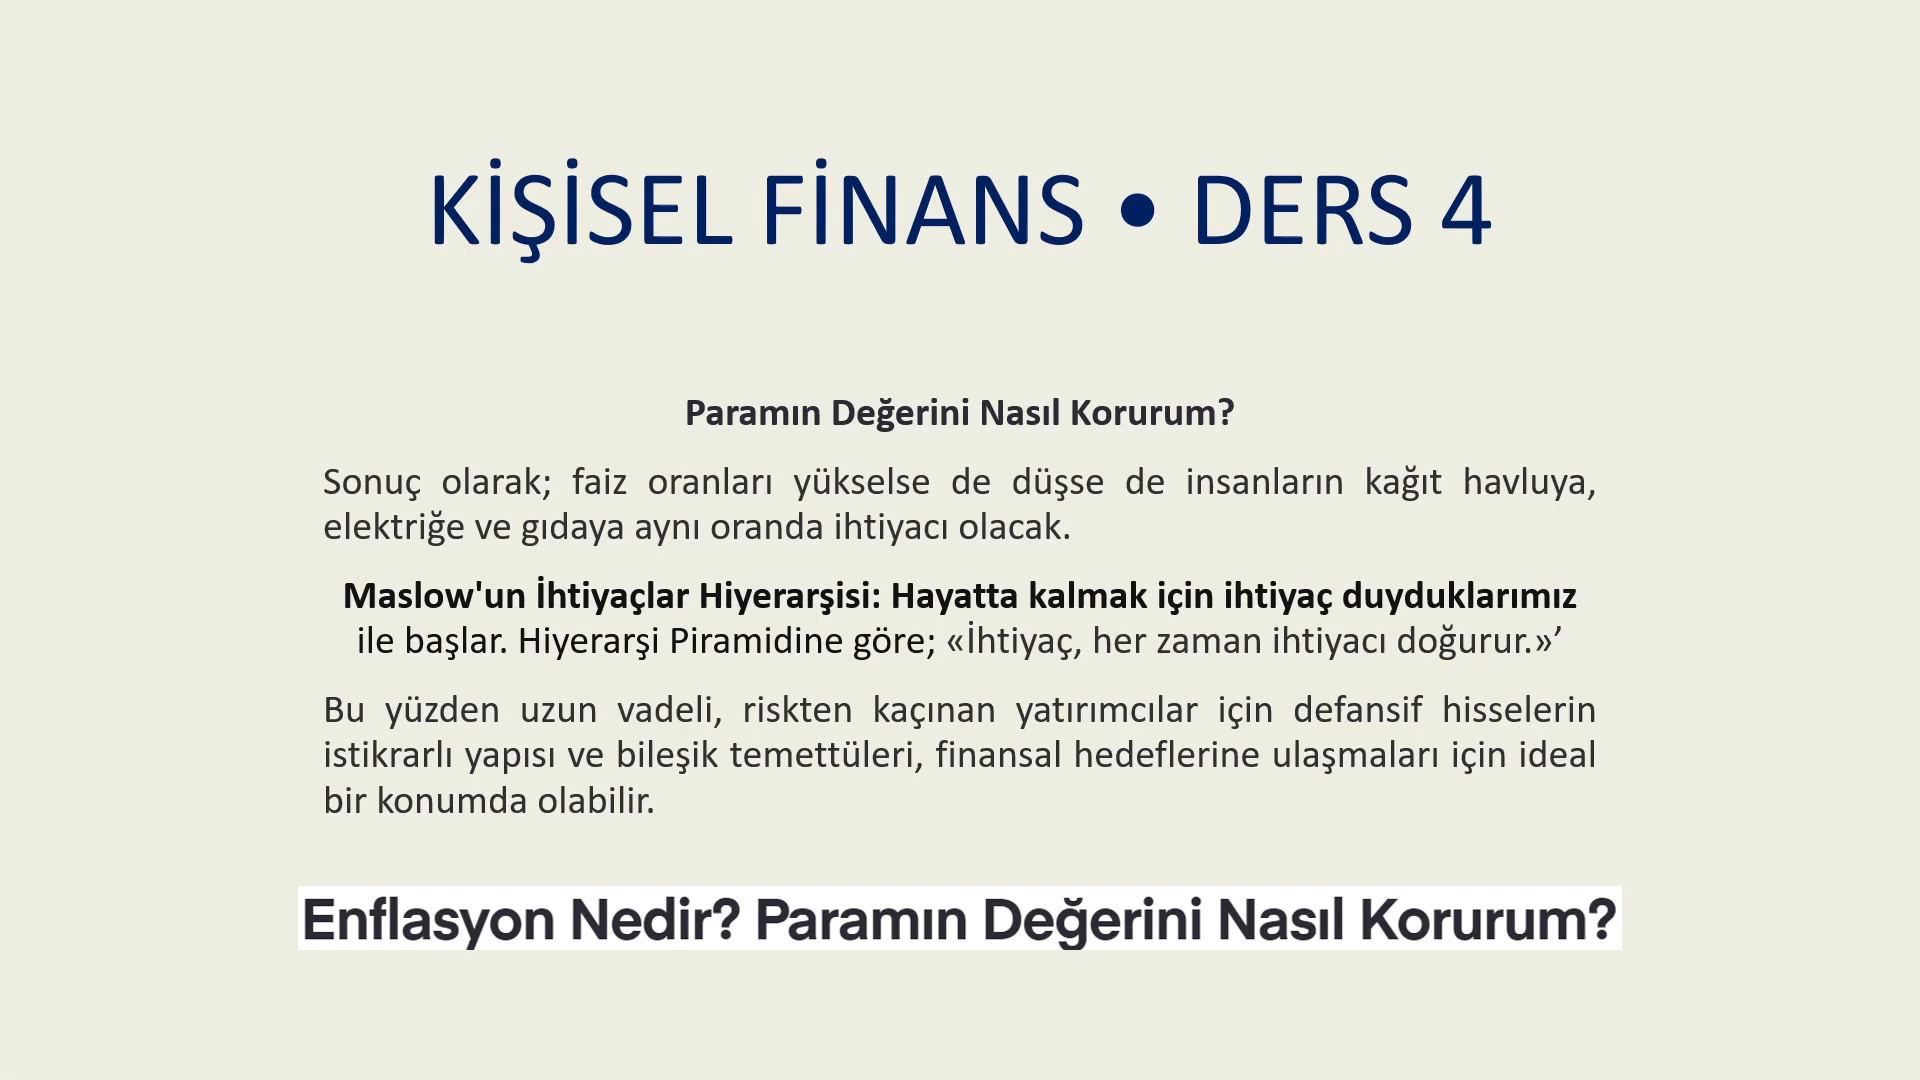 KİŞİSEL FİNANS • DERS 4
Paramın Değerini Nasıl Korurum?
Sonuç olarak; faiz oranları yükselse de düşse de insanların kağıt havluya,
elektriğe ve gıdaya aynı oranda ihtiyacı olacak.
Maslow'un İhtiyaçlar Hiyerarşisi: Hayatta kalmak için ihtiyaç duyduklarımız
ile başlar. Hiyerarşi Piramidine göre; «İhtiyaç, her zaman ihtiyacı doğurur.»’
Bu yüzden uzun vadeli, riskten kaçınan yatırımcılar için defansif hisselerin
istikrarlı yapısı ve bileşik temettüleri, finansal hedeflerine ulaşmaları için ideal
bir konumda olabilir.
Enflasyon Nedir? Paramın Değerini Nasıl Korurum?